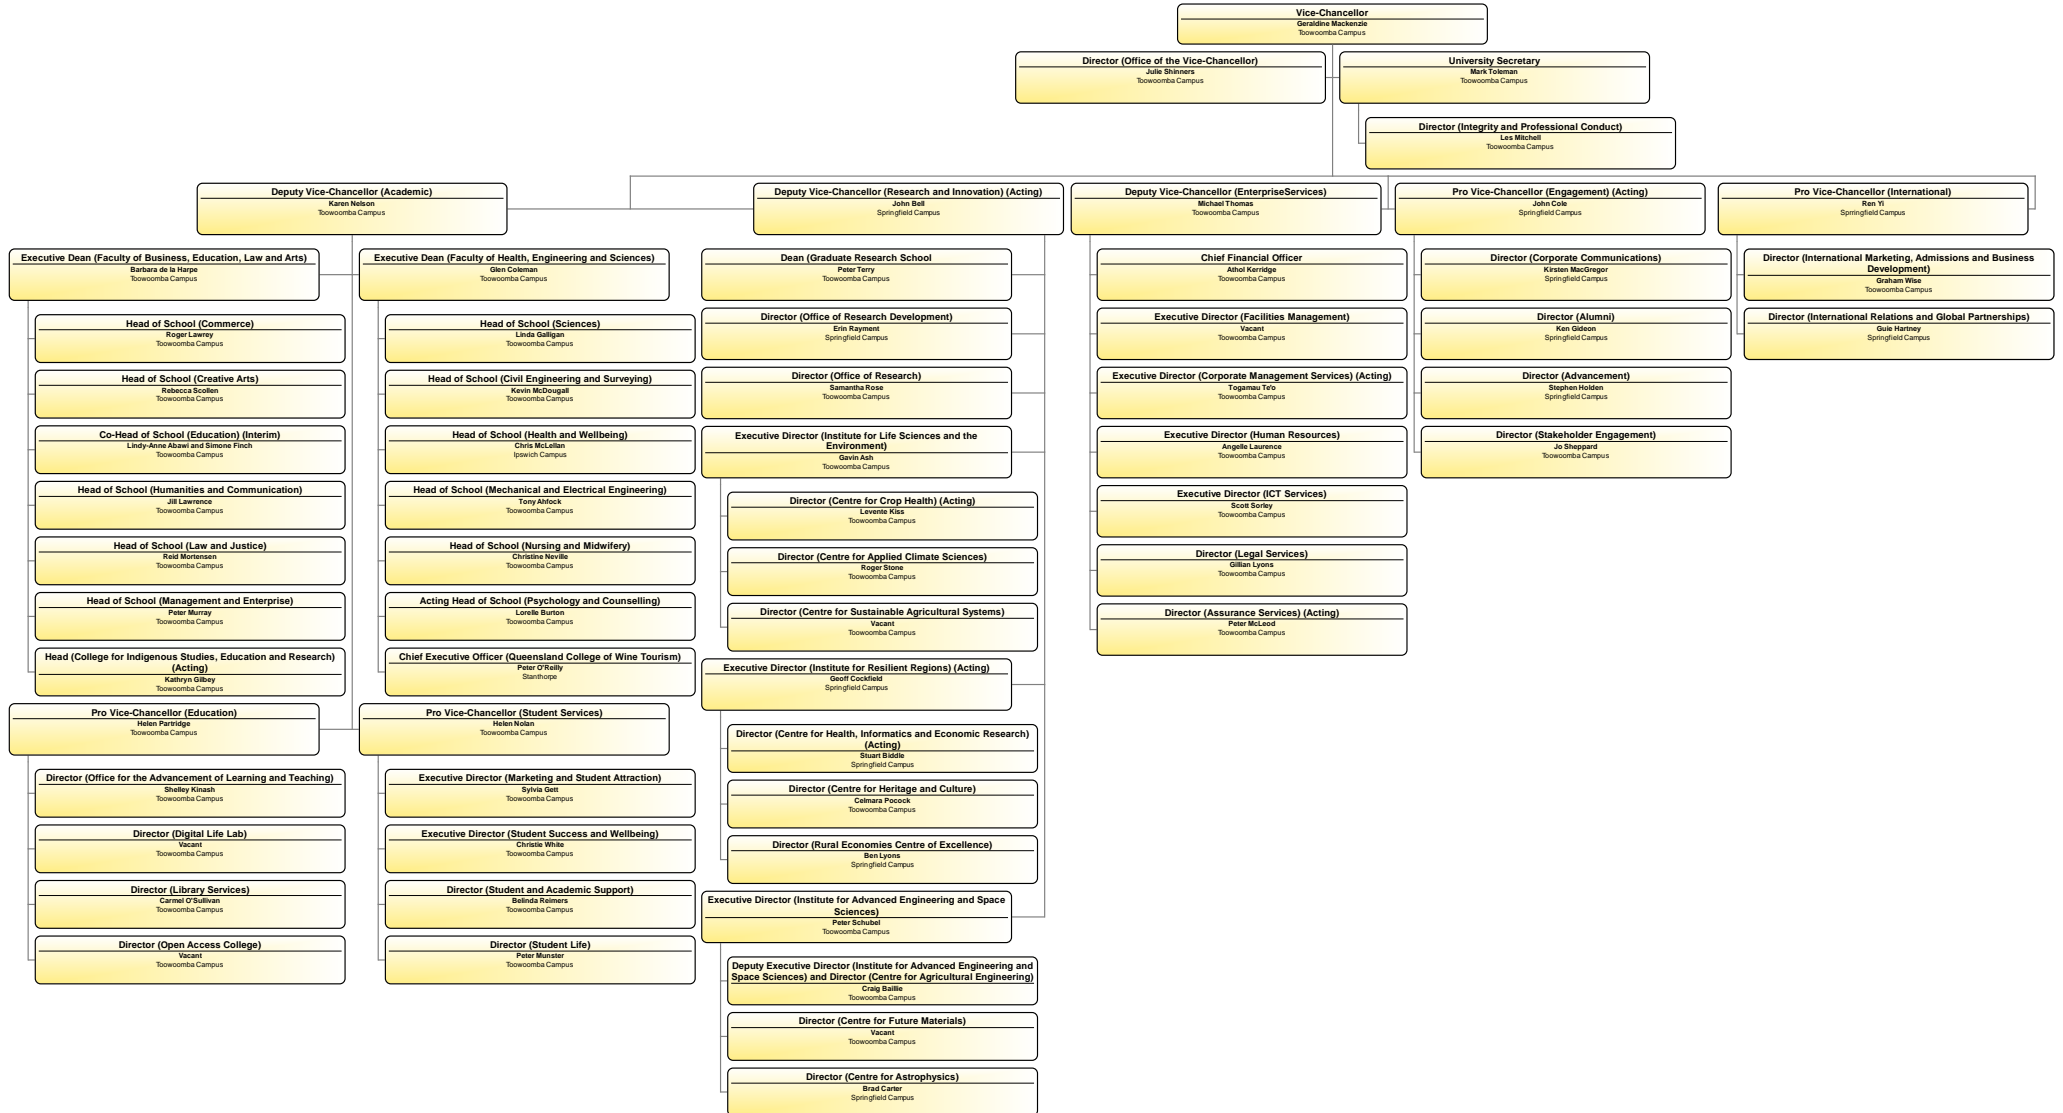 Vice-Chancellor
Geraldine Mackenzie
Toowoomba Campus
Director (Office of the Vice-Chancellor)
Julie Shinners
Toowoomba Campus
University Secretary
Mark Toleman
Toowoomba Campus
Director (Integrity and Professional Conduct)
Les Mitchell
Toowoomba Campus
Deputy Vice-Chancellor (Academic)
Karen Nelson
Toowoomba Campus
Executive Dean (Faculty of Business, Education, Law and Arts)
Barbara de la Harpe
Toowoomba Campus
Head of School (Commerce)
Roger Lawrey
Toowoomba Campus
Head of School (Creative Arts)
Rebecca Scollen
Toowoomba Campus
Co-Head of School (Education) (Interim)
Lindy-Anne Abawi and Simone Finch
Toowoomba Campus
Head of School (Humanities and Communication)
Jill Lawrence
Toowoomba Campus
Head of School (Law and Justice)
Reid Mortensen
Toowoomba Campus
Head of School (Management and Enterprise)
Peter Murray
Toowoomba Campus
Head (College for Indigenous Studies, Education and Research)
(Acting)
Kathryn Gilbey
Toowoomba Campus
Executive Dean (Faculty of Health, Engineering and Sciences)
Glen Coleman
Toowoomba Campus
Head of School (Sciences)
Linda Galligan
Toowoomba Campus
Head of School (Civil Engineering and Surveying)
Kevin McDougall
Toowoomba Campus
Head of School (Health and Wellbeing)
Chris McLellan
Ipswich Campus
Head of School (Mechanical and Electrical Engineering)
Tony Ahfock
Toowoomba Campus
Head of School (Nursing and Midwifery)
Christine Neville
Toowoomba Campus
Acting Head of School (Psychology and Counselling)
Lorelle Burton
Toowoomba Campus
Chief Executive Officer (Queensland College of Wine Tourism)
Peter O'Reilly
Stanthorpe
Pro Vice-Chancellor (Education)
Helen Partridge
Toowoomba Campus
Director (Office for the Advancement of Learning and Teaching)
Shelley Kinash
Toowoomba Campus
Director (Digital Life Lab)
Vacant
Toowoomba Campus
Director (Library Services)
Carmel O'Sullivan
Toowoomba Campus
Director (Open Access College)
Vacant
Toowoomba Campus
Pro Vice-Chancellor (Student Services)
Helen Nolan
Toowoomba Campus
Executive Director (Marketing and Student Attraction)
Sylvia Gett
Toowoomba Campus
Executive Director (Student Success and Wellbeing)
Christie White
Toowoomba Campus
Director (Student and Academic Support)
Belinda Reimers
Toowoomba Campus
Director (Student Life)
Peter Munster
Toowoomba Campus
Deputy Vice-Chancellor (Research and Innovation) (Acting)
John Bell
Springfield Campus
Dean (Graduate Research School
Peter Terry
Toowoomba Campus
Director (Office of Research Development)
Erin Rayment
Springfield Campus
Director (Office of Research)
Samantha Rose
Toowoomba Campus
Executive Director (Institute for Life Sciences and the
Environment)
Gavin Ash
Toowoomba Campus
Director (Centre for Crop Health) (Acting)
Levente Kiss
Toowoomba Campus
Director (Centre for Applied Climate Sciences)
Roger Stone
Toowoomba Campus
Director (Centre for Sustainable Agricultural Systems)
Vacant
Toowoomba Campus
Executive Director (Institute for Resilient Regions) (Acting)
Geoff Cockfield
Springfield Campus
Director (Centre for Health, Informatics and Economic Research)
(Acting)
Stuart Biddle
Springfield Campus
Director (Centre for Heritage and Culture)
Celmara Pocock
Toowoomba Campus
Director (Rural Economies Centre of Excellence)
Ben Lyons
Springfield Campus
Executive Director (Institute for Advanced Engineering and Space
Sciences)
Peter Schubel
Toowoomba Campus
Deputy Executive Director (Institute for Advanced Engineering and
Space Sciences) and Director (Centre for Agricultural Engineering)
Craig Baillie
Toowoomba Campus
Director (Centre for Future Materials)
Vacant
Toowoomba Campus
Director (Centre for Astrophysics)
Brad Carter
Springfield Campus
Deputy Vice-Chancellor (EnterpriseServices)
Michael Thomas
Toowoomba Campus
Chief Financial Officer
Athol Kerridge
Toowoomba Campus
Executive Director (Facilities Management)
Vacant
Toowoomba Campus
Executive Director (Corporate Management Services) (Acting)
Togamau Te'o
Toowoomba Campus
Executive Director (Human Resources)
Angelle Laurence
Toowoomba Campus
Executive Director (ICT Services)
Scott Sorley
Toowoomba Campus
Director (Legal Services)
Gillian Lyons
Toowoomba Campus
Director (Assurance Services) (Acting)
Peter McLeod
Toowoomba Campus
Pro Vice-Chancellor (Engagement) (Acting)
John Cole
Springfield Campus
Director (Corporate Communications)
Kirsten MacGregor
Springfield Campus
Director (Alumni)
Ken Gideon
Springfield Campus
Director (Advancement)
Stephen Holden
Springfield Campus
Director (Stakeholder Engagement)
Jo Sheppard
Toowoomba Campus
Pro Vice-Chancellor (International)
Ren Yi
Springfield Campus
Director (International Marketing, Admissions and Business
Development)
Graham Wise
Toowoomba Campus
Director (International Relations and Global Partnerships)
Guie Hartney
Springfield Campus